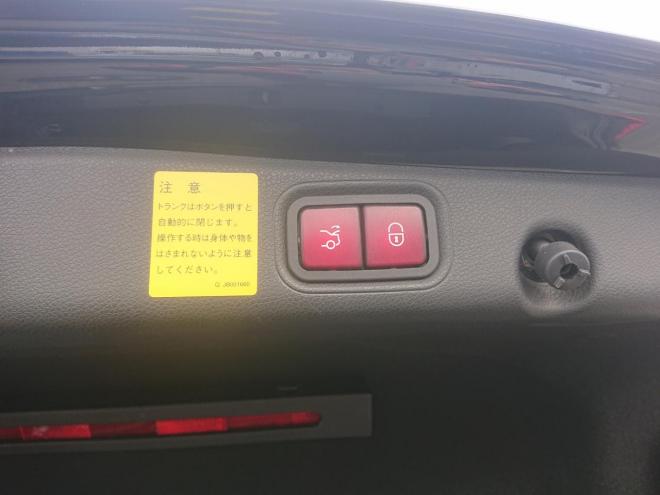 注　意
トランクはボタンを押すと
自動的に閉じます。
操作する時は身体や物を
はさまれないように注意
してください。